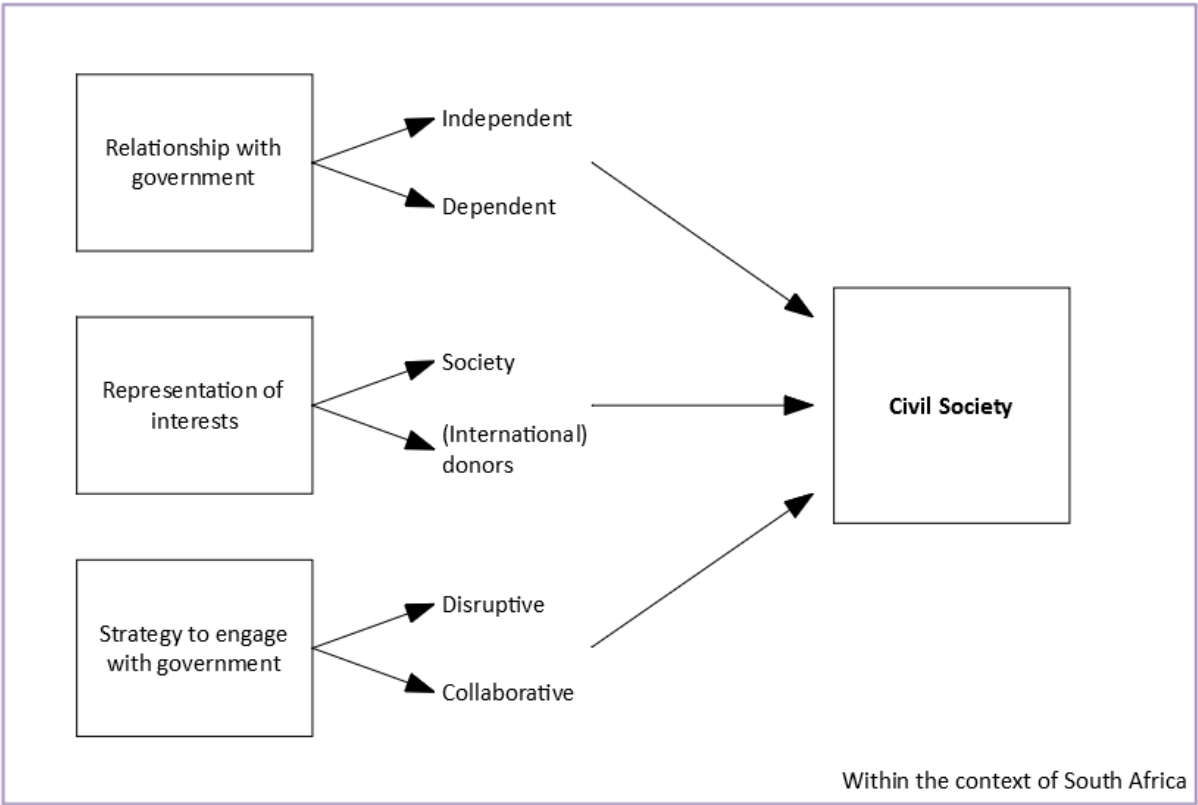 Relationship with
government
Independent
Dependent
Representation of
interests
Society
(International)
donors
Strategy to engage
with government
Disruptive
Collaborative
Civil Society
Within the context of South Africa